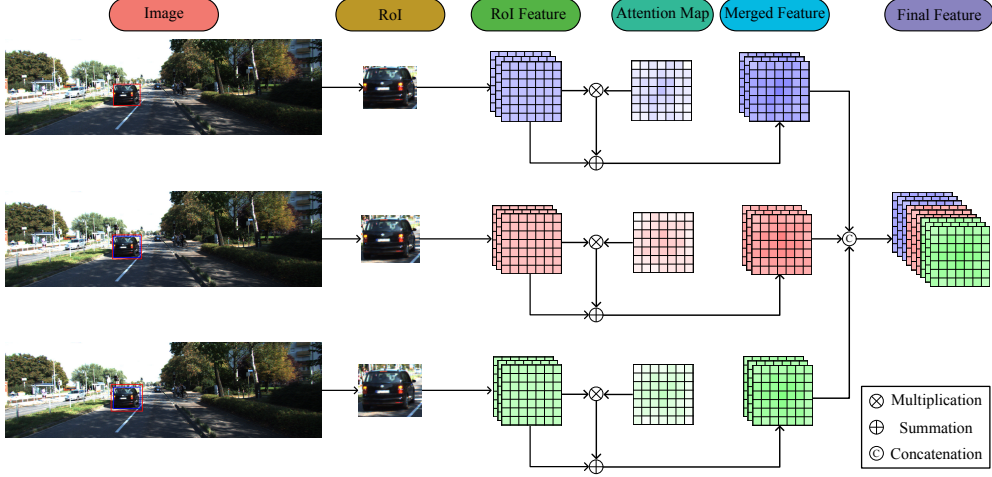 Image
RoI
RoI Feature
Attention Map
Merged Feature
Final Feature
C
Multiplication
Summation
C Concatenation